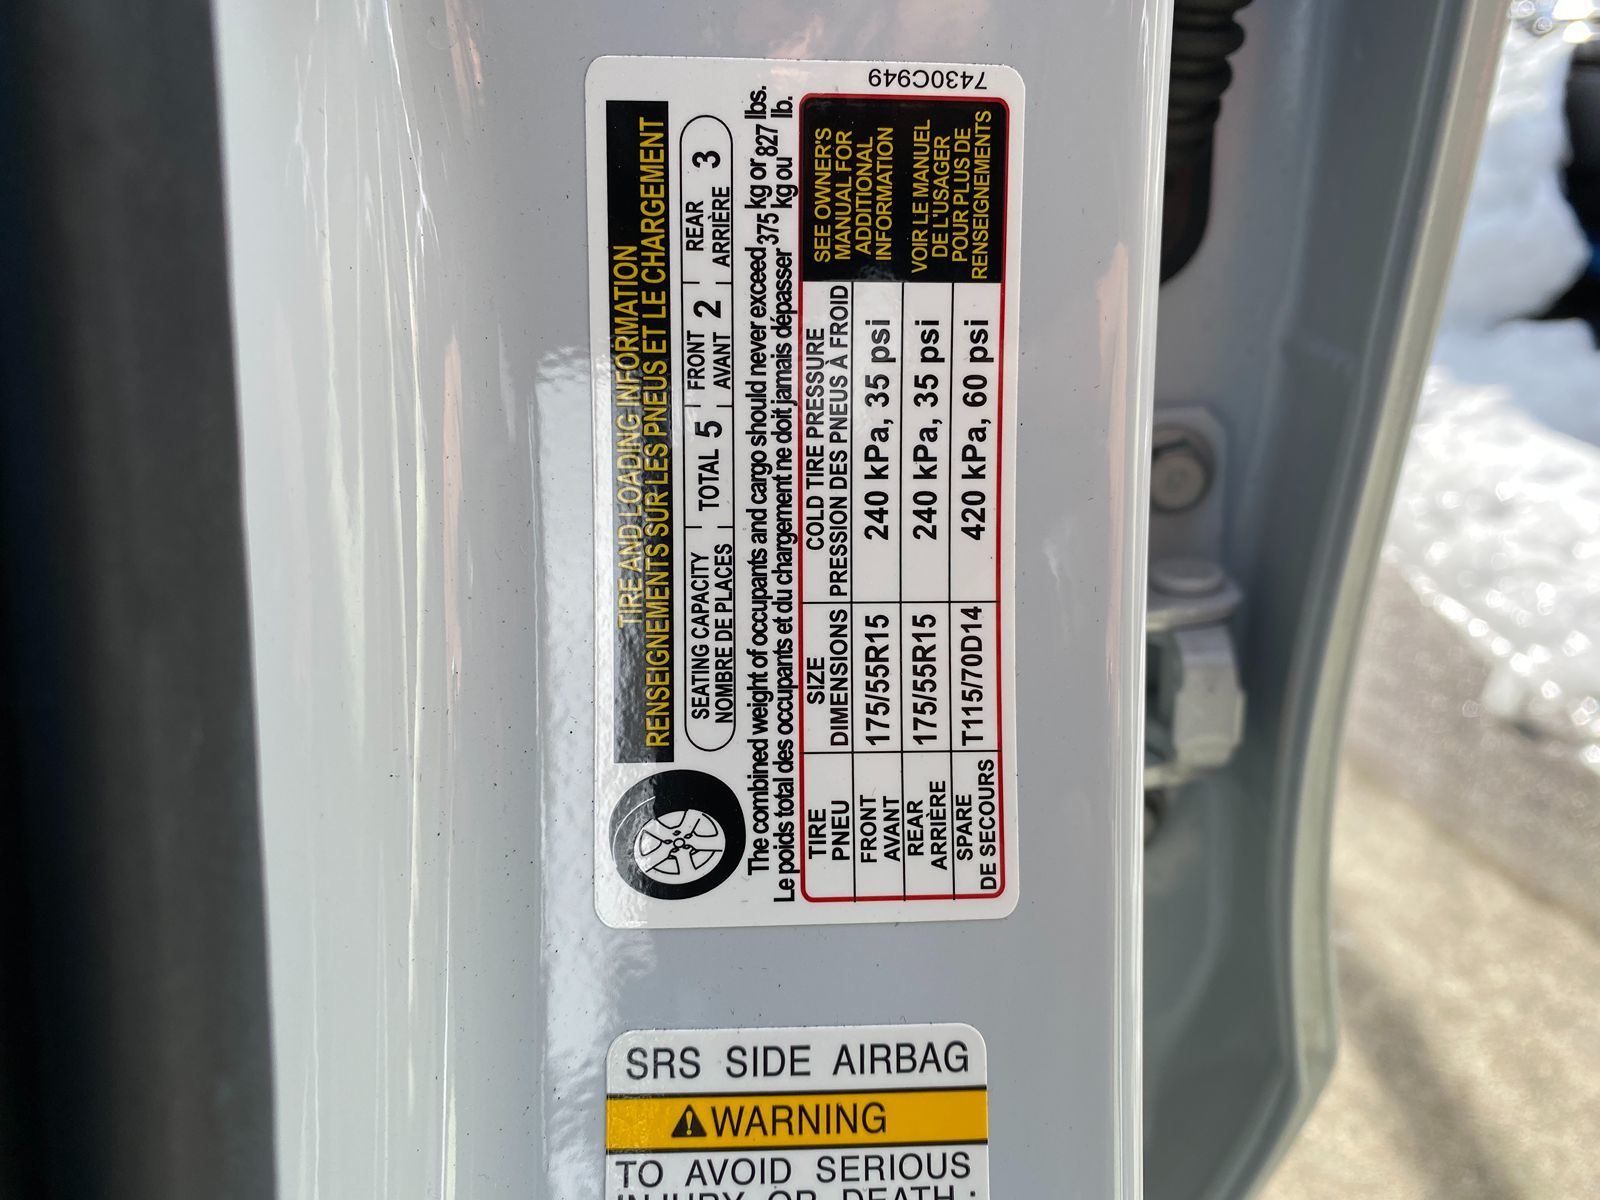 TIRE AND LOADING INFORMATION
RENSEIGNEMENTS SUR LES PNEUS ET LE CHARGEMENT
SEATING CAPACITY
NOMBRE DE PLACES
TOTAL 5
FRONT
AVANT 2
REAR
ARRIÈRE 3
The combined weight of occupants and cargo should never exceed 375 kg or 827 lbs.
Le poids total des occupants et du chargement ne doit jamais dépasser 375 kg ou 827 lb.
TIRE
PNEU
SIZE
DIMENSIONS
COLD TIRE PRESSURE
PRESSION DES PNEUS À FROID
FRONT
AVANT
175/55R15
240 kPa, 35 psi
REAR
ARRIÈRE
175/55R15
240 kPa, 35 psi
SPARE
DE SECOURS
T115/70D14
420 kPa, 60 psi
SEE OWNER'S
MANUAL FOR
ADDITIONAL
INFORMATION
VOIR LE MANUEL
DE L'USAGER
POUR PLUS DE
RENSEIGNEMENTS
7430C949
SRS SIDE AIRBAG
WARNING
TO AVOID SERIOUS
INJURY OR DEATH: